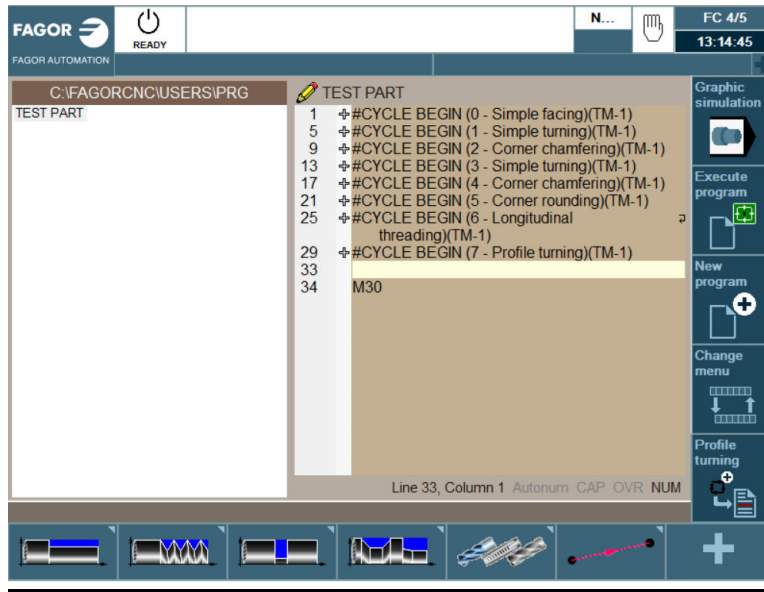 FAGOR
FAGOR AUTOMATION
READY
N...
FC 4/5
13:14:45
C:\FAGORCNC\USERS\PRG
TEST PART
TEST PART
1 #CYCLE BEGIN (0 - Simple facing)(TM-1)
5 #CYCLE BEGIN (1 - Simple turning)(TM-1)
9 #CYCLE BEGIN (2 - Corner chamfering)(TM-1)
13 #CYCLE BEGIN (3 - Simple turning)(TM-1)
17 #CYCLE BEGIN (4 - Corner chamfering)(TM-1)
21 #CYCLE BEGIN (5 - Corner rounding)(TM-1)
25 #CYCLE BEGIN (6 - Longitudinal
threading)(TM-1)
29 #CYCLE BEGIN (7 - Profile turning)(TM-1)
33
34 M30
Line 33, Column 1 Autonum CAP OVR NUM
Graphic
simulation
Execute
program
New
program
Change
menu
Profile
turning